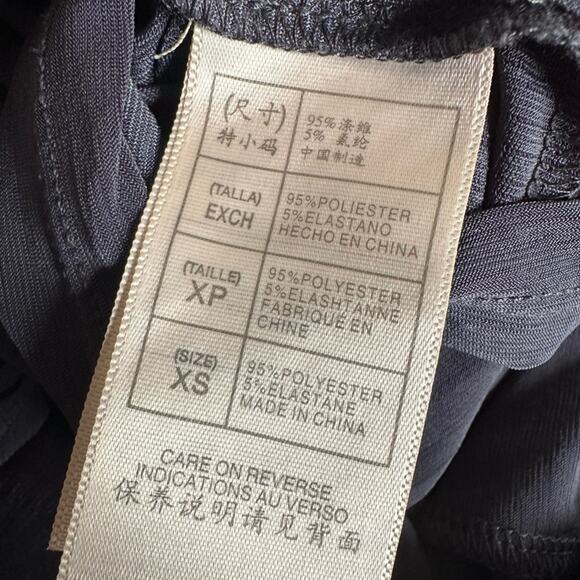 (尺寸)
特小码
95% 涤纶
5% 氨纶
中国制造
(TALLA)
EXCH
95%POLIESTER
5%ELASTANO
HECHO EN CHINA
(TAILLE)
XP
95%POLYESTER
5%ELASHTANNE
FABRIQUÉ EN
CHINE
(SIZE)
XS
95%POLYESTER
5%ELASTANE
MADE IN CHINA
CARE ON REVERSE
INDICATIONS AU VERSO
保养说明请见背面